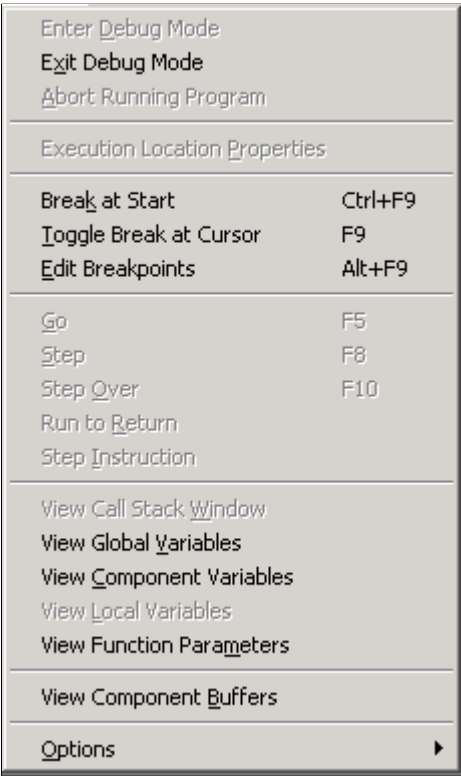 Enter Debug Mode
Exit Debug Mode
Abort Running Program
Execution Location Properties
Break at Start Ctrl+F9
Toggle Break at Cursor F9
Edit Breakpoints Alt+F9
Go F5
Step F8
Step Over F10
Run to Return
Step Instruction
View Call Stack Window
View Global Variables
View Component Variables
View Local Variables
View Function Parameters
View Component Buffers
Options